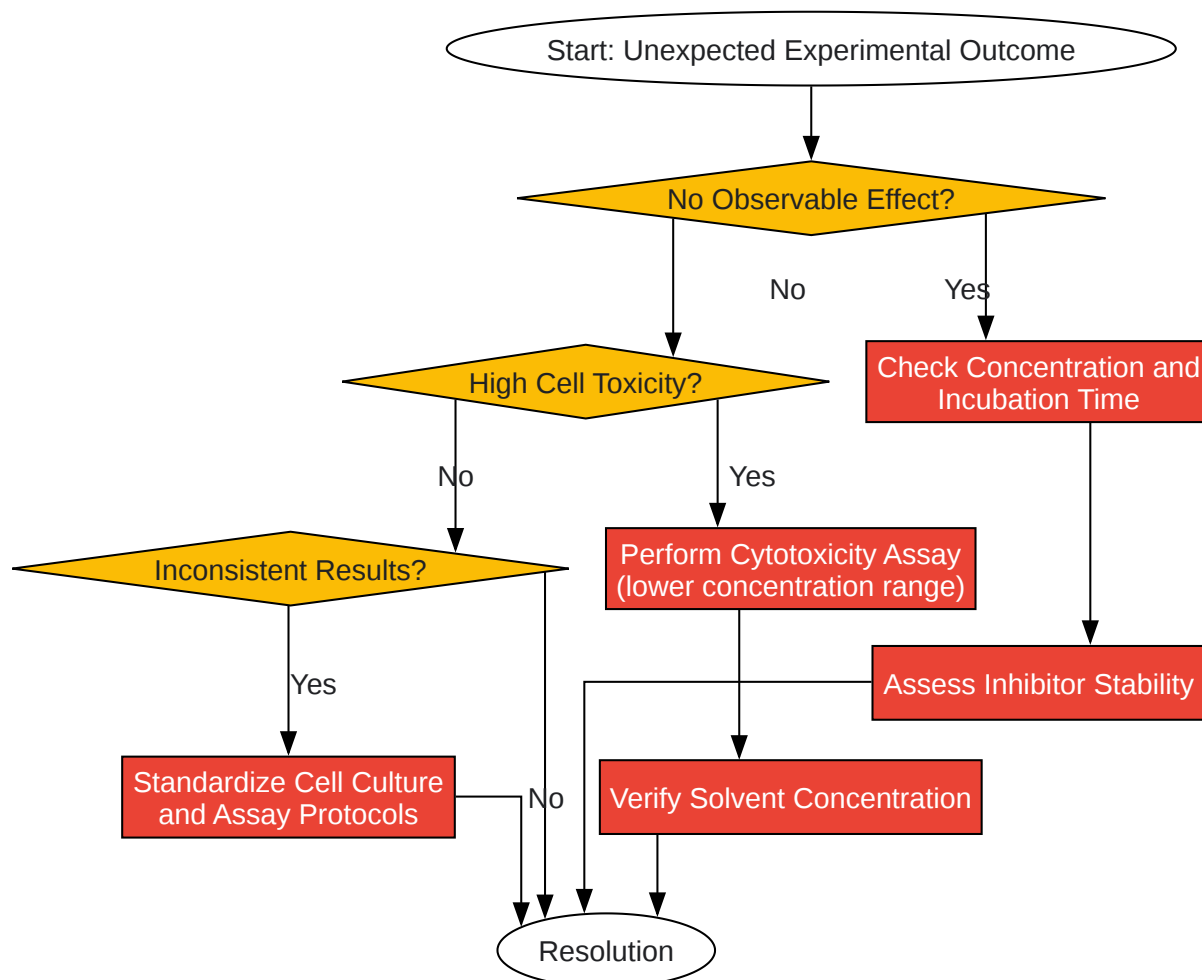 Start: Unexpected Experimental Outcome
No Observable Effect?
No
Yes
Check Concentration and
Incubation Time
High Cell Toxicity?
No
Yes
Perform Cytotoxicity Assay
(lower concentration range)
Inconsistent Results?
Yes
Assess Inhibitor Stability
Standardize Cell Culture
and Assay Protocols
No
Verify Solvent Concentration
Resolution